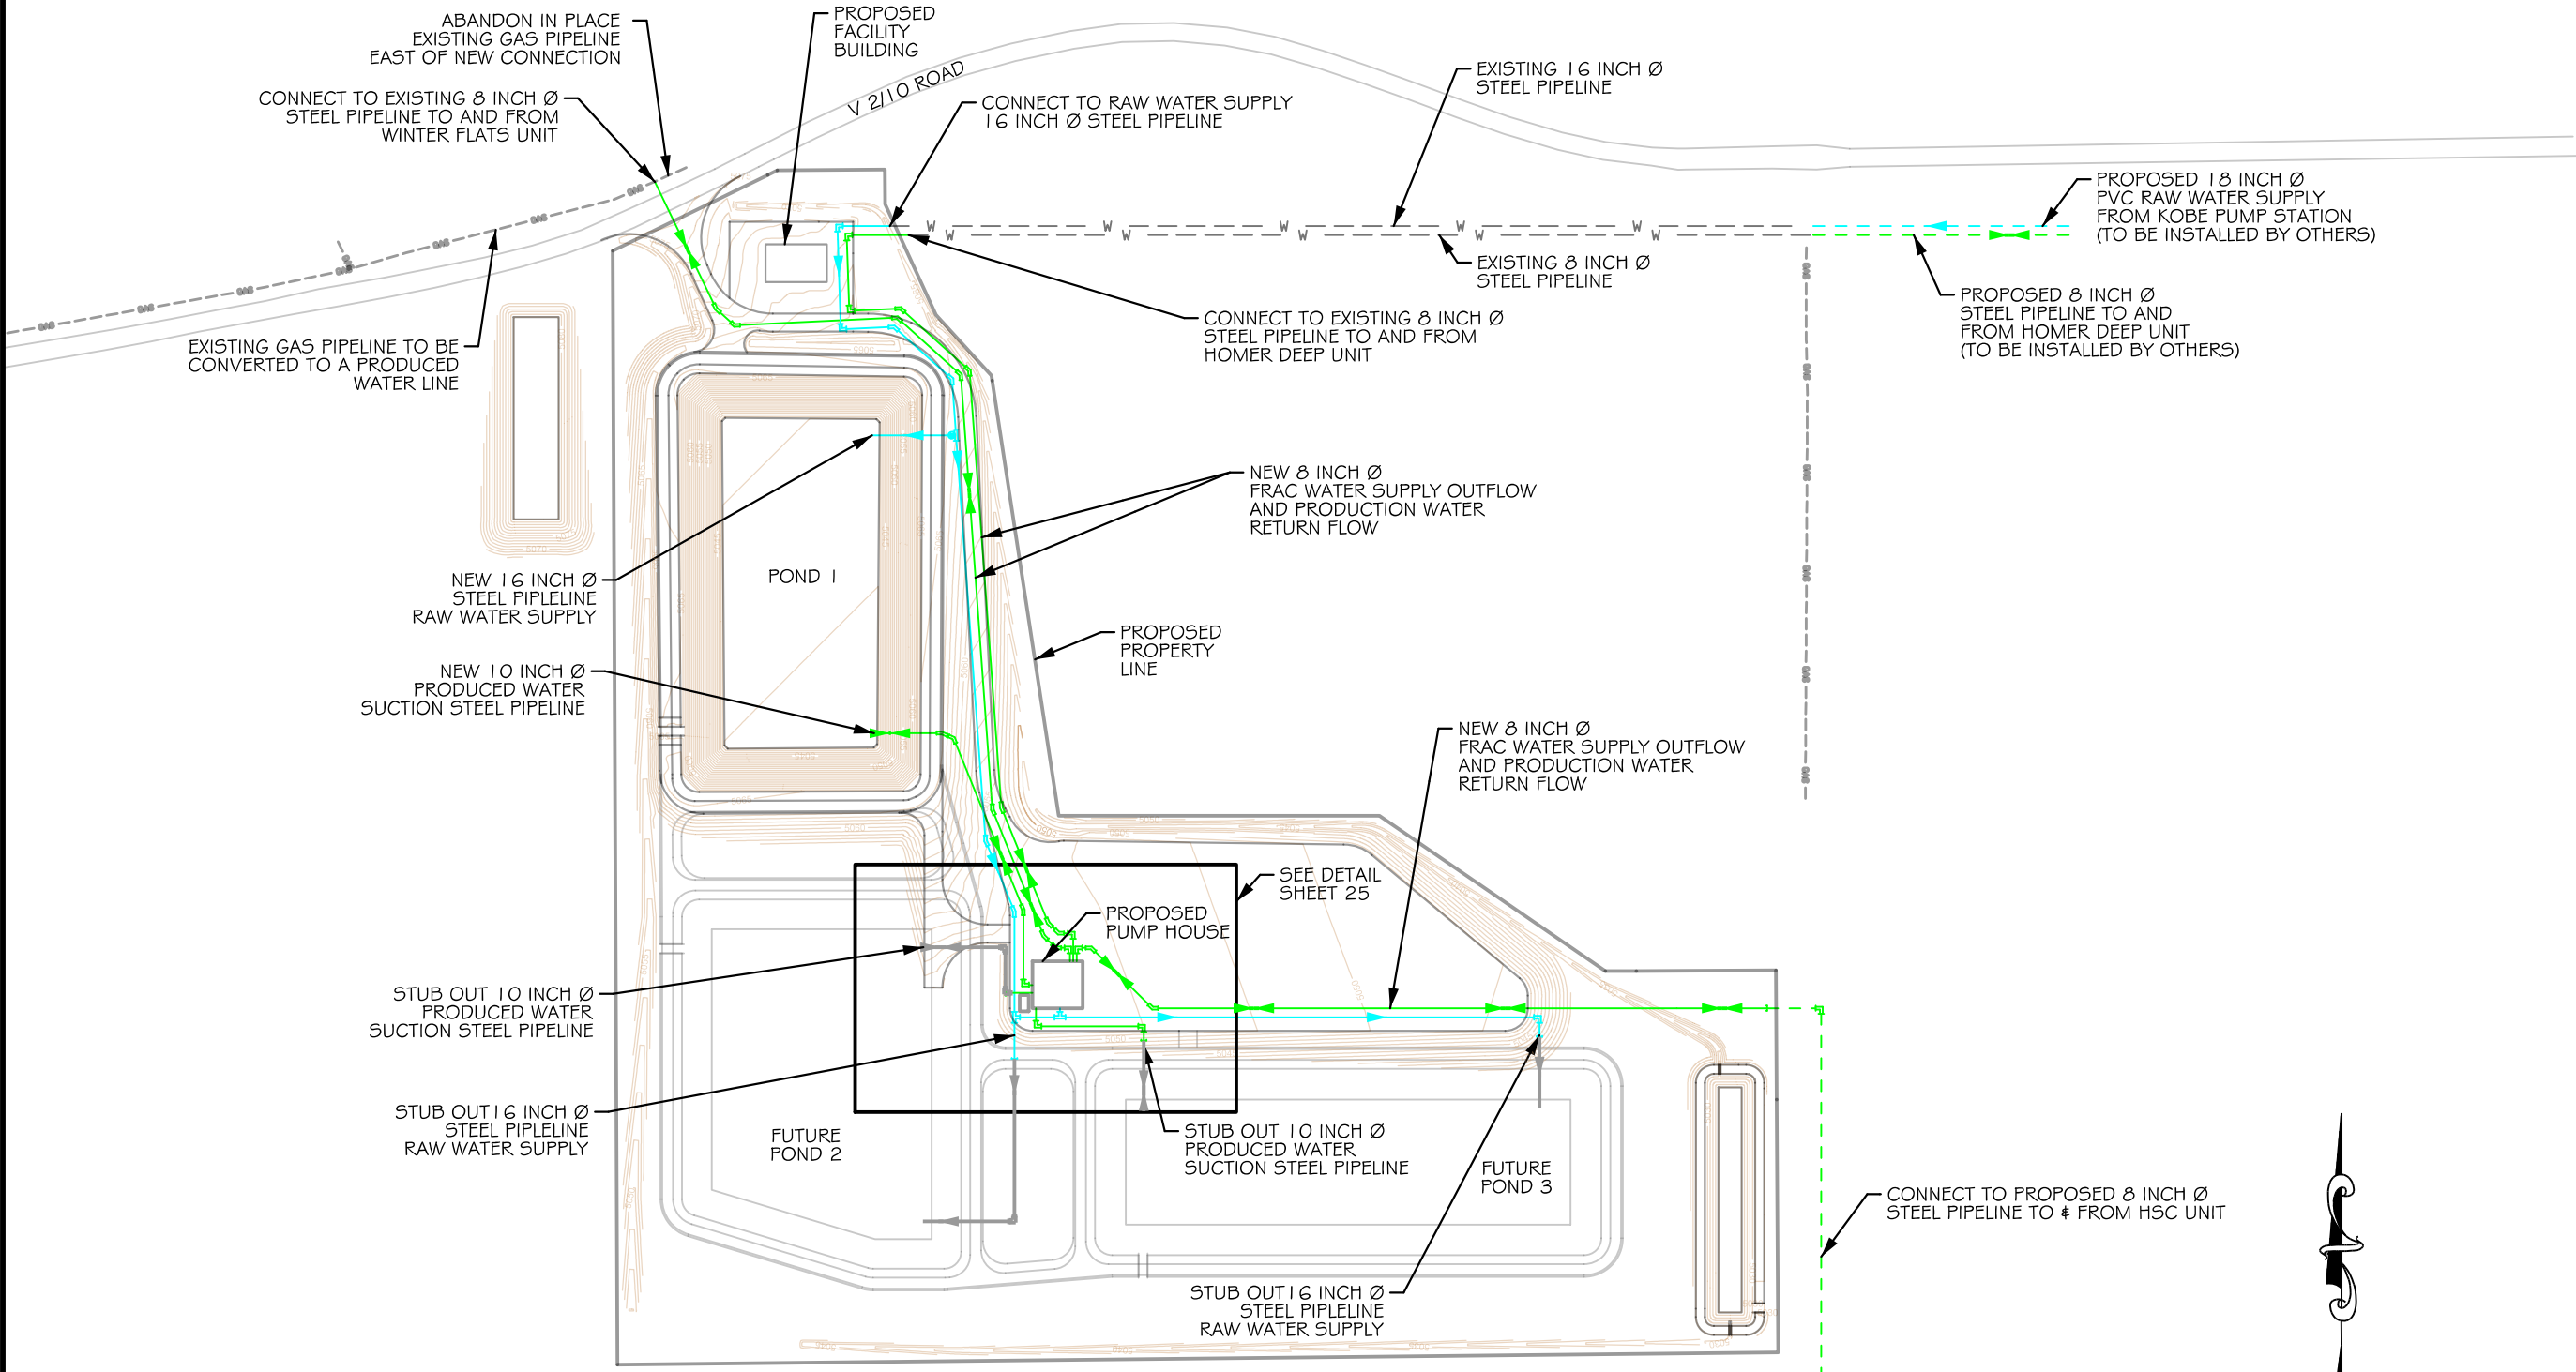 ABANDON IN PLACE
EXISTING GAS PIPELINE
EAST OF NEW CONNECTION
PROPOSED
FACILITY
BUILDING
V 2/10 ROAD
EXISTING 16 INCH Ø
STEEL PIPELINE
CONNECT TO EXISTING 8 INCH Ø
STEEL PIPELINE TO AND FROM
WINTER FLATS UNIT
CONNECT TO RAW WATER SUPPLY
16 INCH Ø STEEL PIPELINE
PROPOSED 18 INCH Ø
PVC RAW WATER SUPPLY
FROM KOBE PUMP STATION
(TO BE INSTALLED BY OTHERS)
W W W W W
W W W W W
EXISTING 8 INCH Ø
STEEL PIPELINE
PROPOSED 8 INCH Ø
STEEL PIPELINE TO AND
FROM HOMER DEEP UNIT
(TO BE INSTALLED BY OTHERS)
CONNECT TO EXISTING 8 INCH Ø
STEEL PIPELINE TO AND FROM
HOMER DEEP UNIT
EXISTING GAS PIPELINE TO BE
CONVERTED TO A PRODUCED
WATER LINE
NEW 8 INCH Ø
FRAC WATER SUPPLY OUTFLOW
AND PRODUCTION WATER
RETURN FLOW
5070
POND 1
NEW 16 INCH Ø
STEEL PIPLELINE
RAW WATER SUPPLY
PROPOSED
PROPERTY
LINE
NEW 10 INCH Ø
PRODUCED WATER
SUCTION STEEL PIPELINE
NEW 8 INCH Ø
FRAC WATER SUPPLY OUTFLOW
AND PRODUCTION WATER
RETURN FLOW
5060
5050
SEE DETAIL
SHEET 25
PROPOSED
PUMP HOUSE
STUB OUT 10 INCH Ø
PRODUCED WATER
SUCTION STEEL PIPELINE
5050
STUB OUT16 INCH Ø
STEEL PIPLELINE
RAW WATER SUPPLY
FUTURE
POND 2
STUB OUT 10 INCH Ø
PRODUCED WATER
SUCTION STEEL PIPELINE
FUTURE
POND 3
CONNECT TO PROPOSED 8 INCH Ø
STEEL PIPELINE TO & FROM HSC UNIT
STUB OUT16 INCH Ø
STEEL PIPLELINE
RAW WATER SUPPLY